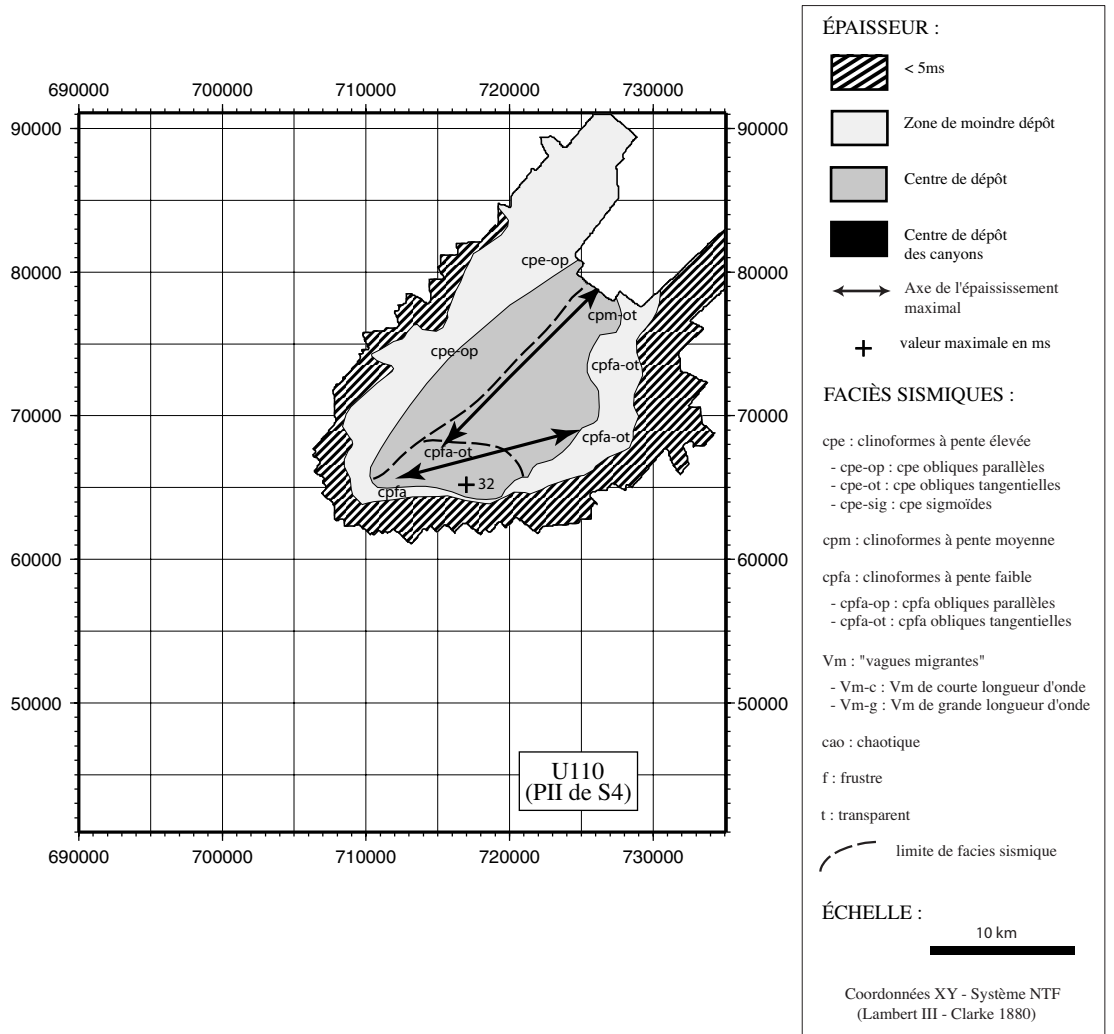 690000 700000 710000 720000 730000
90000 90000
80000 80000
70000 70000
60000 60000
50000 50000
690000 700000 710000 720000 730000
cpe-op
cpm-ot
cpe-op
cpfa-ot
cpfa-ot
cpfa-ot
cpfa
32
U110
(PII de S4)
ÉPAISSEUR :
< 5ms
Zone de moindre dépôt
Centre de dépôt
Centre de dépôt
des canyons
Axe de l'épaississement
maximal
valeur maximale en ms
FACIÈS SISMIQUES :
cpe : clinoformes à pente élevée
- cpe-op : cpe obliques parallèles
- cpe-ot : cpe obliques tangentielles
- cpe-sig : cpe sigmoïdes
cpm : clinoformes à pente moyenne
cpfa : clinoformes à pente faible
- cpfa-op : cpfa obliques parallèles
- cpfa-ot : cpfa obliques tangentielles
Vm : "vagues migrantes"
- Vm-c : Vm de courte longueur d'onde
- Vm-g : Vm de grande longueur d'onde
cao : chaotique
f : frustre
t : transparent
limite de facies sismique
ÉCHELLE :
10 km
Coordonnées XY - Système NTF
(Lambert III - Clarke 1880)